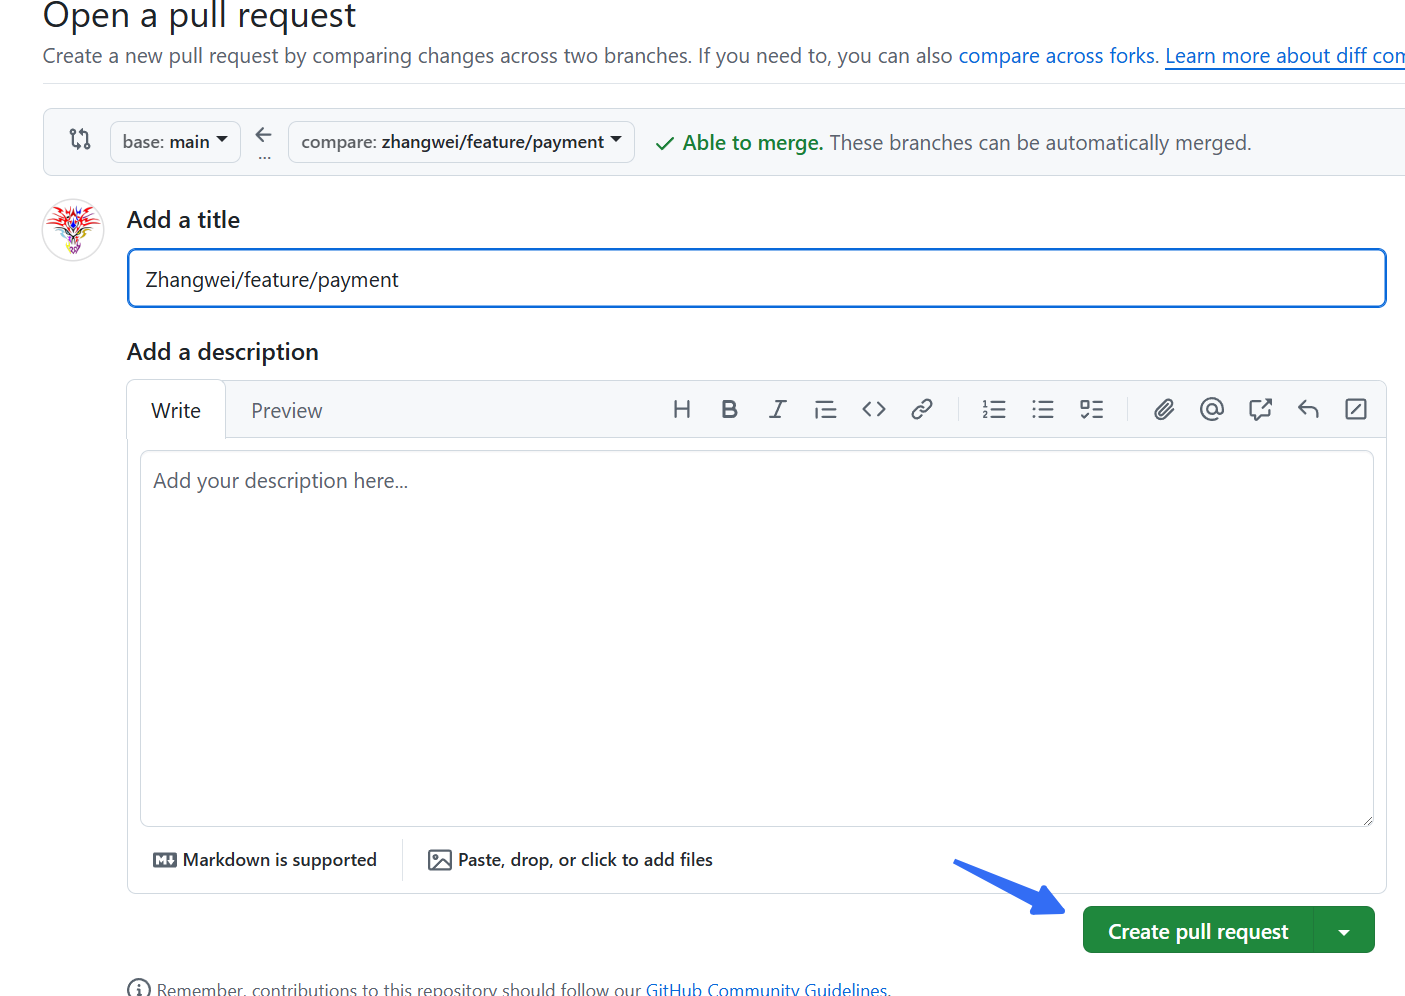 Open a pull request
Create a new pull request by comparing changes across two branches. If you need to, you can also compare across forks. Learn more about diff com
base: main ← compare: zhangwei/feature/payment ✓ Able to merge. These branches can be automatically merged.
...
Add a title
Zhangwei/feature/payment
Add a description
Write Preview
Add your description here...
Markdown is supported Paste, drop, or click to add files
Create pull request
Remember, contributions to this repository should follow our GitHub Community Guidelines.